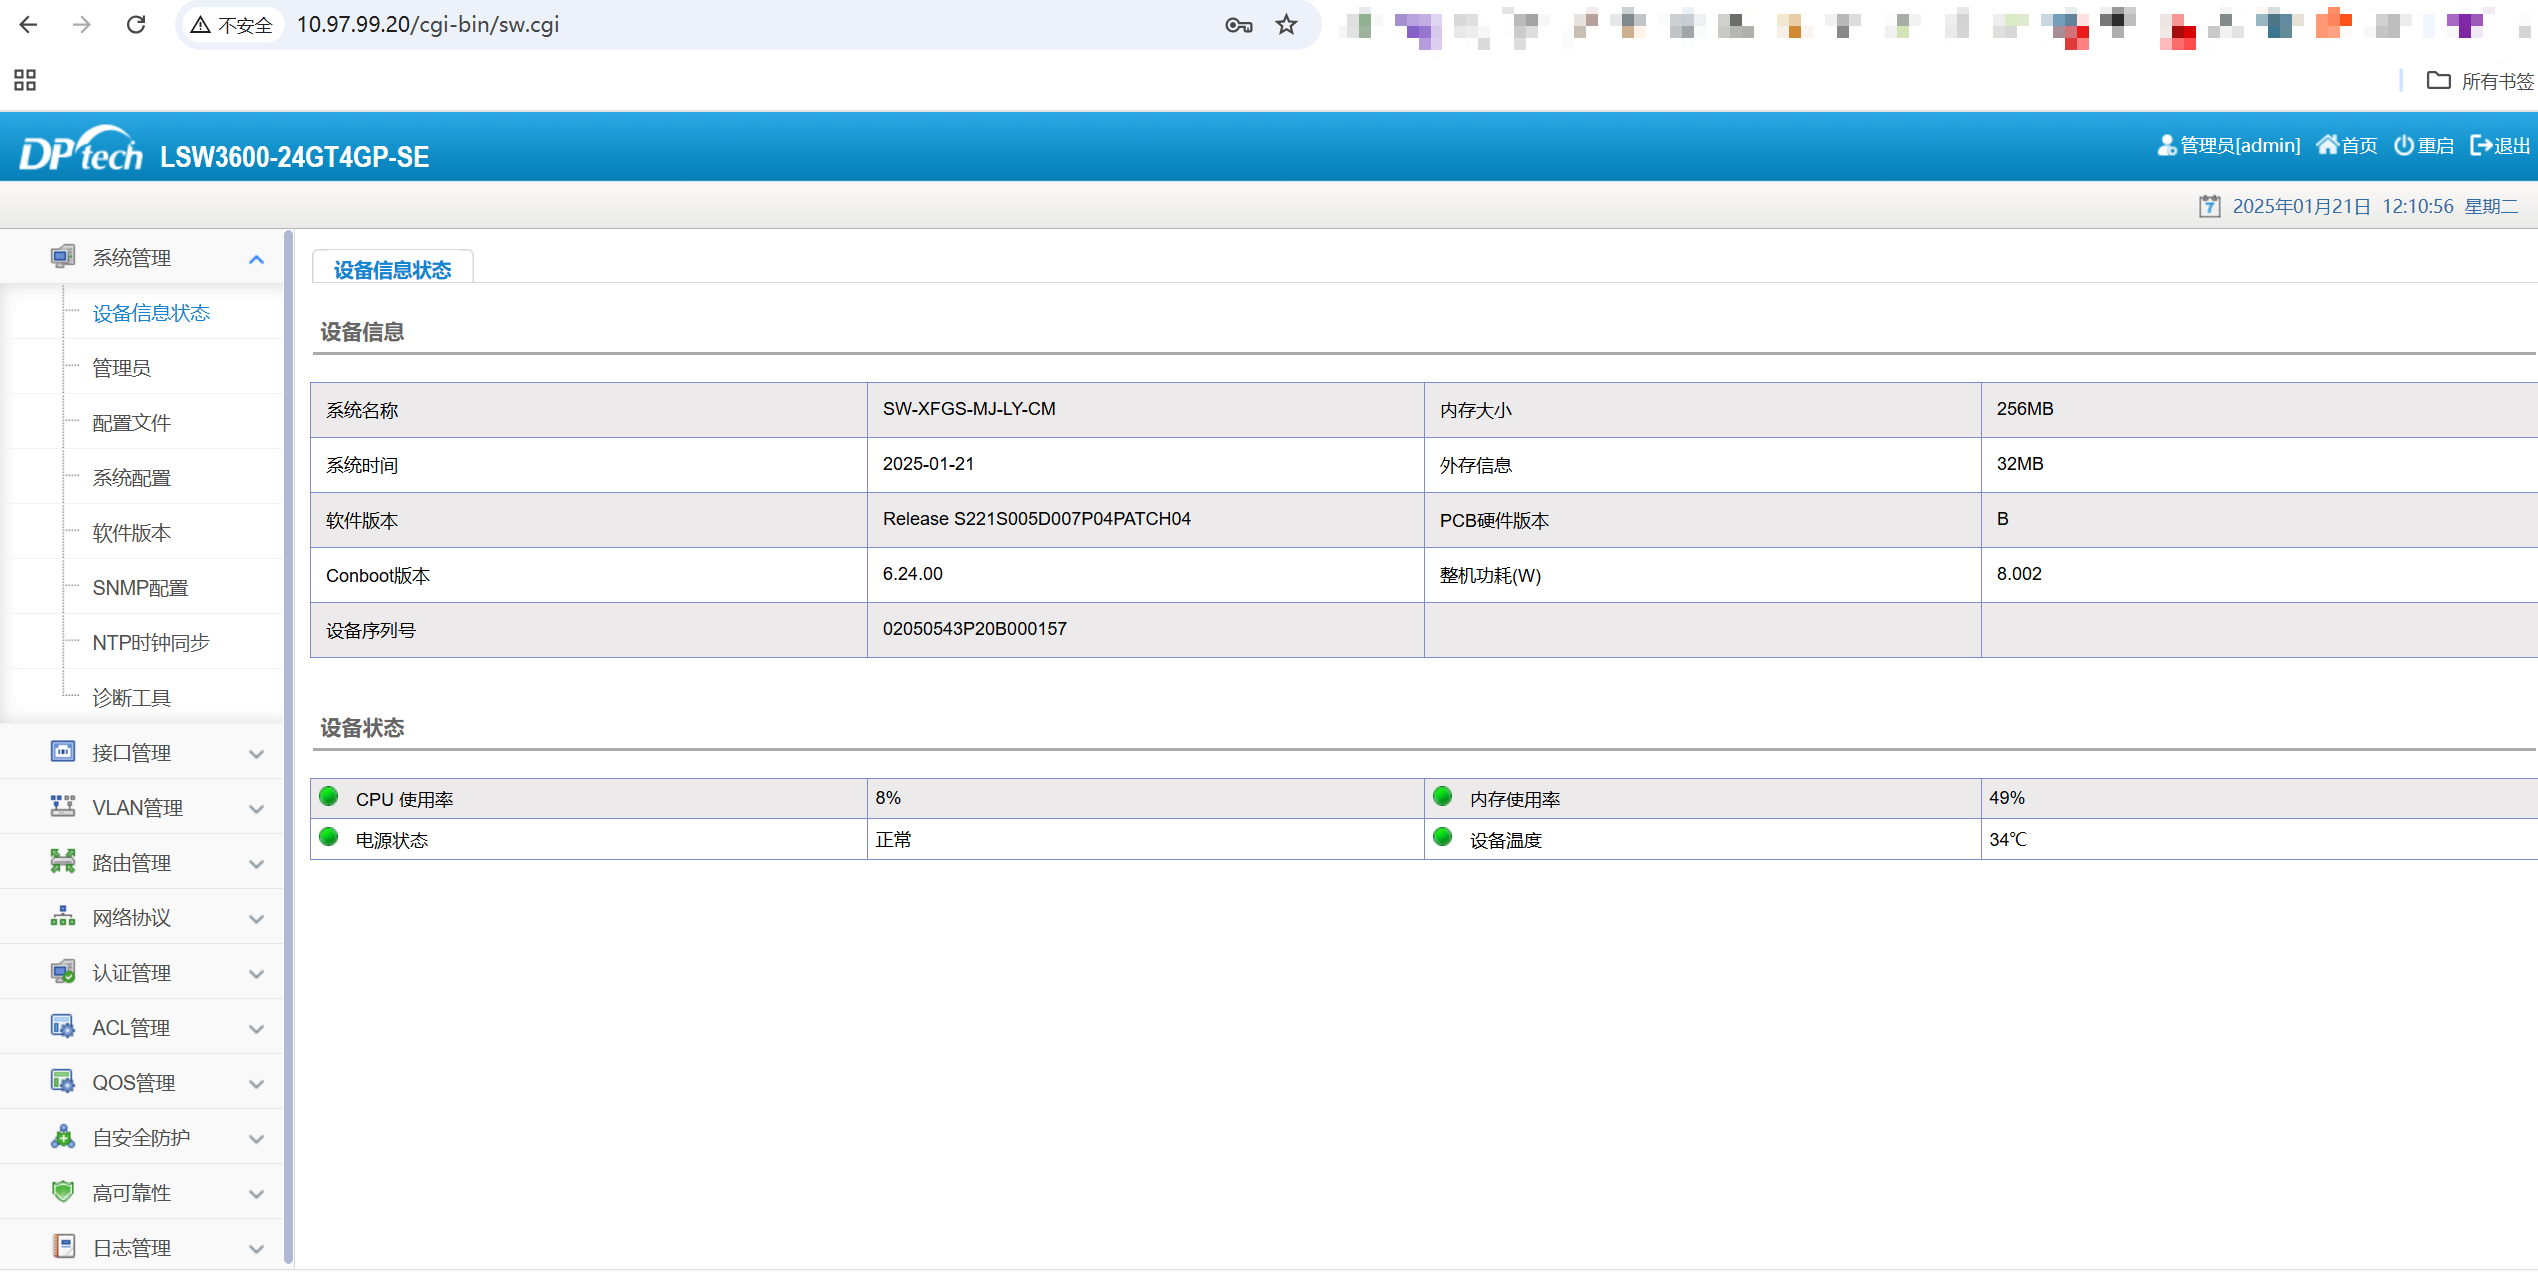 不安全 10.97.99.20/cgi-bin/sw.cgi
所有书签
DPtech LSW3600-24GT4GP-SE
管理员[admin] 首页 重启 退出
7 2025年01月21日 12:10:56 星期二
系统管理
设备信息状态
管理员
配置文件
系统配置
软件版本
SNMP配置
NTP时钟同步
诊断工具
接口管理
VLAN管理
路由管理
网络协议
认证管理
ACL管理
QOS管理
自安全防护
高可靠性
日志管理
设备信息状态
设备信息
系统名称 SW-XFGS-MJ-LY-CM 内存大小 256MB
系统时间 2025-01-21 外存信息 32MB
软件版本 Release S221S005D007P04PATCH04 PCB硬件版本 B
Conboot版本 6.24.00 整机功耗(W) 8.002
设备序列号 02050543P20B000157
设备状态
CPU 使用率 8% 内存使用率 49%
电源状态 正常 设备温度 34℃